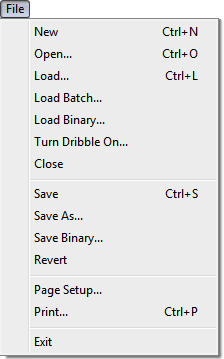 File
New Ctrl+N
Open... Ctrl+O
Load... Ctrl+L
Load Batch...
Load Binary...
Turn Dribble On...
Close
Save Ctrl+S
Save As...
Save Binary...
Revert
Page Setup...
Print... Ctrl+P
Exit